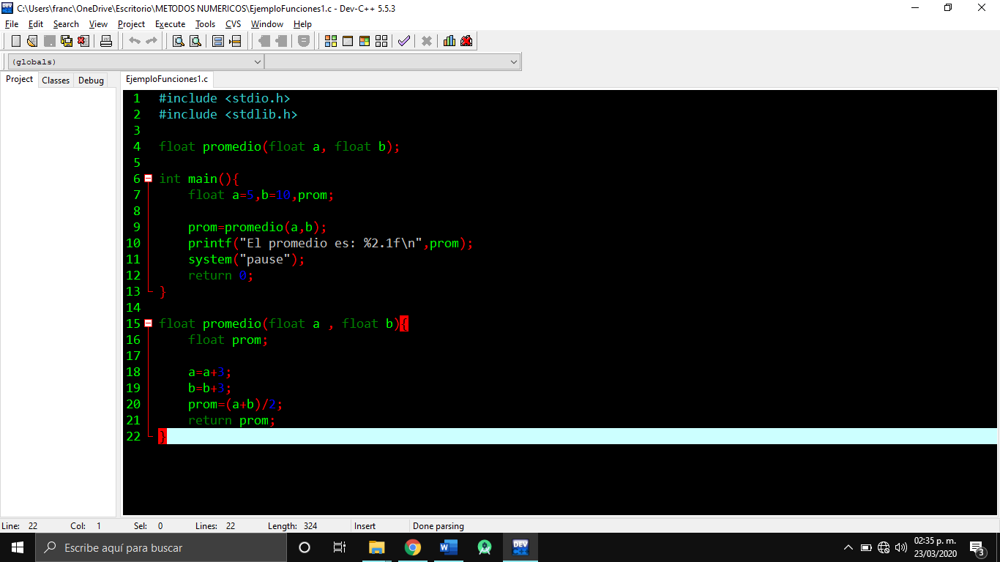 C:\Users\franc\OneDrive\Escritorio\METODOS NUMERICOS\EjemploFunciones1.c - Dev-C++ 5.5.3
File Edit Search View Project Execute Tools CVS Window Help
(globals)
Project Classes Debug EjemploFunciones1.c
1 #include <stdio.h>
2 #include <stdlib.h>
3
4 float promedio(float a, float b);
5
6 int main(){
7 float a=5,b=10,prom;
8
9 prom=promedio(a,b);
10 printf("El promedio es: %2.1f\n",prom);
11 system("pause");
12 return 0;
13 }
14
15 float promedio(float a , float b){
16 float prom;
17
18 a=a+3;
19 b=b+3;
20 prom=(a+b)/2;
21 return prom;
22 }
Line: 22 Col: 1 Sel: 0 Lines: 22 Length: 324 Insert Done parsing
Escribe aquí para buscar
DEV
C++
02:35 p. m.
23/03/2020
3